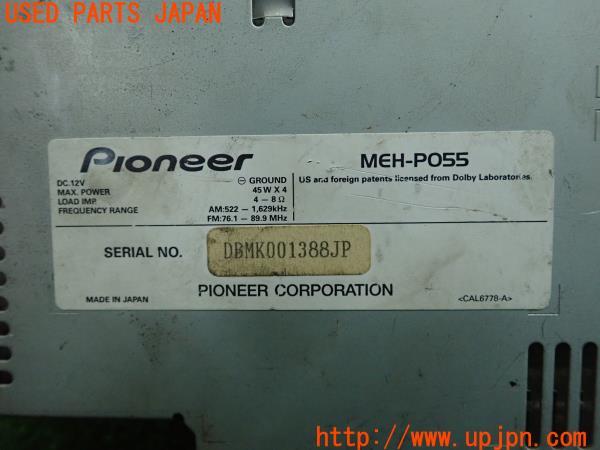 USED PARTS JAPAN
Pioneer
MEH-P055
DC.12V ⊖ GROUND
MAX. POWER 45 W X 4
LOAD IMP. 4 – 8 Ω
FREQUENCY RANGE AM:522 – 1,629kHz
FM:76.1 – 89.9 MHz
US and foreign patents licensed from Dolby Laboratories.
SERIAL NO. DBMK001388JP
PIONEER CORPORATION
MADE IN JAPAN
<CAL6778-A>
http://www.upjpn.com/